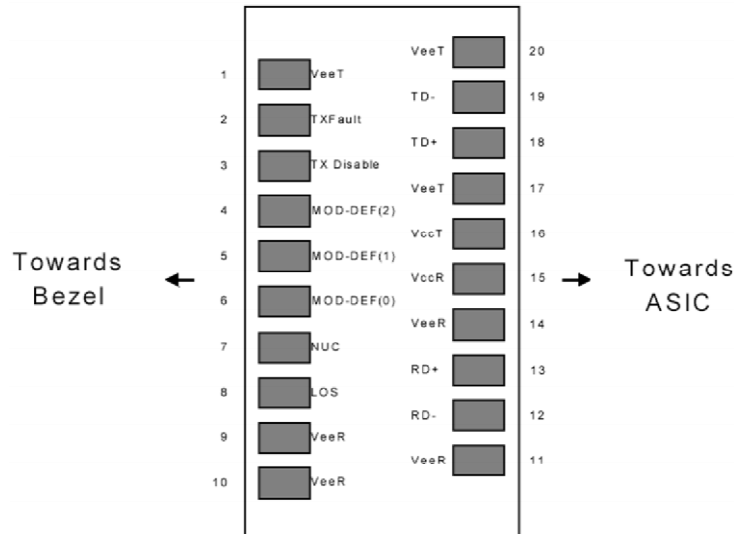 VeeT 20
1 VeeT
TD- 19
2 TXFault
TD+ 18
3 TX Disable
VeeT 17
4 MOD-DEF(2)
VccT 16
5 MOD-DEF(1)
Towards
Bezel
VccR 15
Towards
ASIC
6 MOD-DEF(0)
VeeR 14
7 NUC
RD+ 13
8 LOS
RD- 12
9 VeeR
VeeR 11
10 VeeR